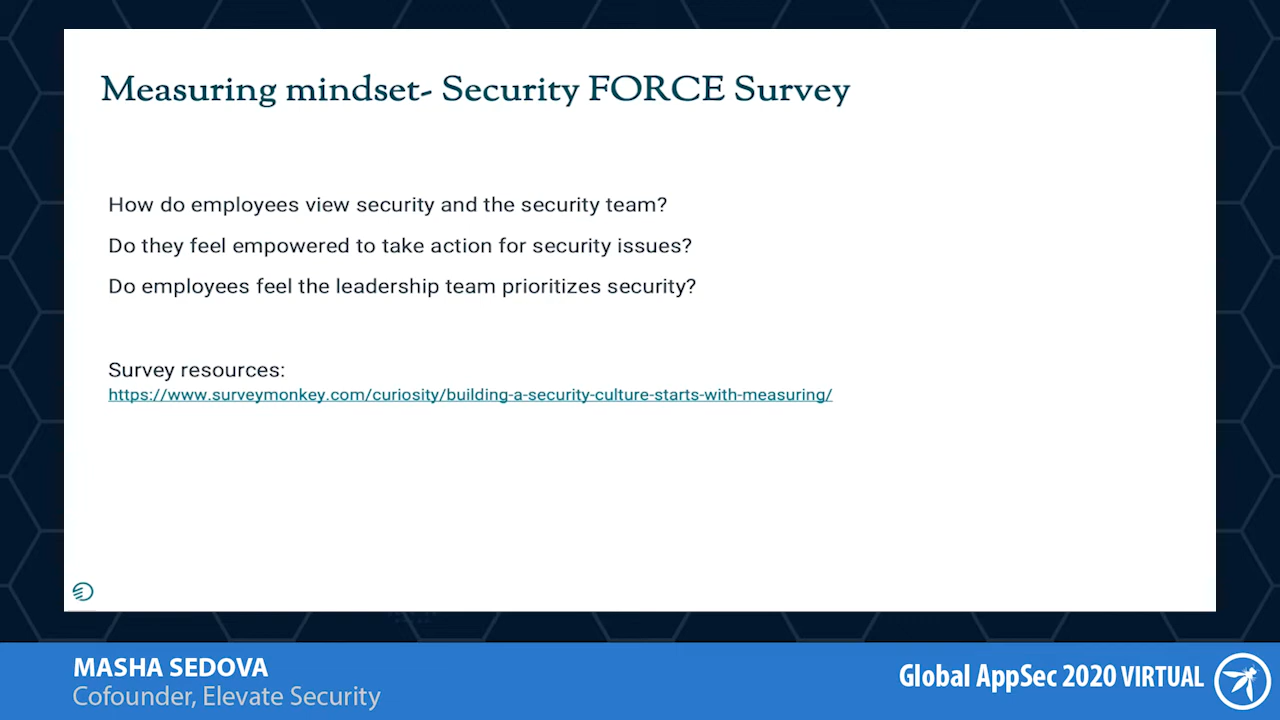 Measuring mindset- Security FORCE Survey
How do employees view security and the security team?
Do they feel empowered to take action for security issues?
Do employees feel the leadership team prioritizes security?
Survey resources:
https://www.surveymonkey.com/curiosity/building-a-security-culture-starts-with-measuring/
MASHA SEDOVA
Cofounder, Elevate Security
Global AppSec 2020 VIRTUAL